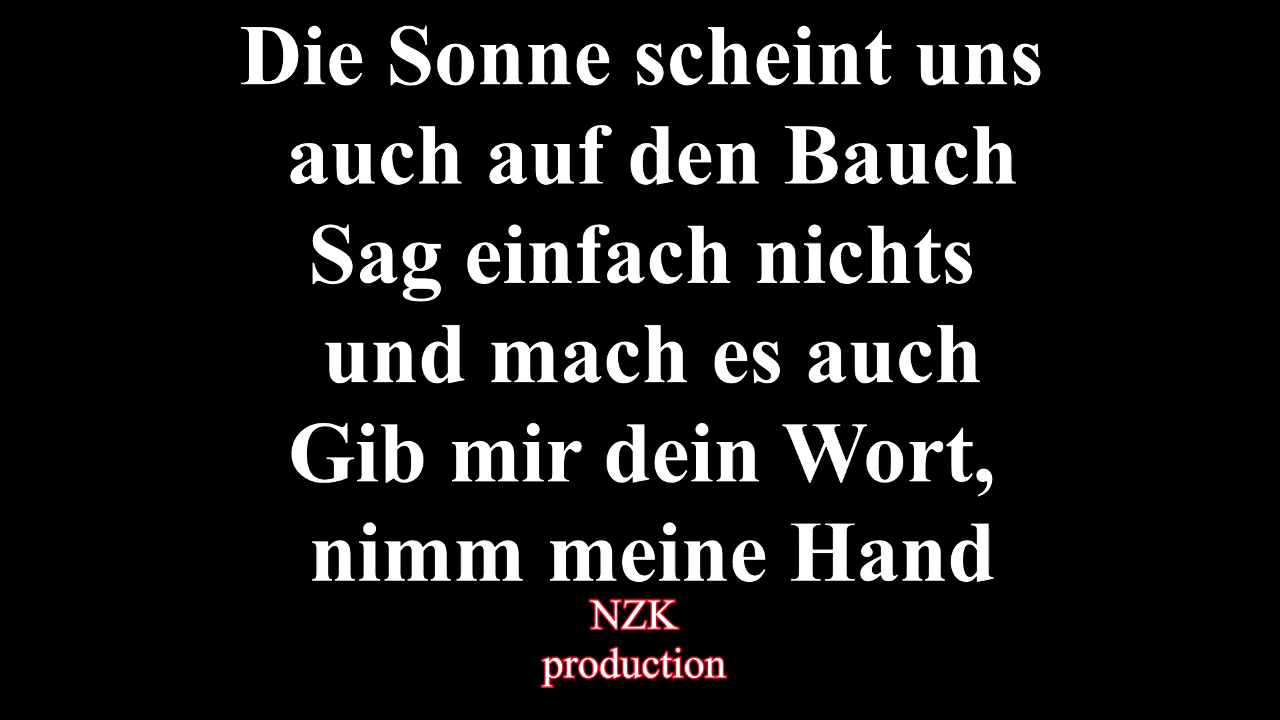 Die Sonne scheint uns
auch auf den Bauch
Sag einfach nichts
und mach es auch
Gib mir dein Wort,
nimm meine Hand
NZK
production